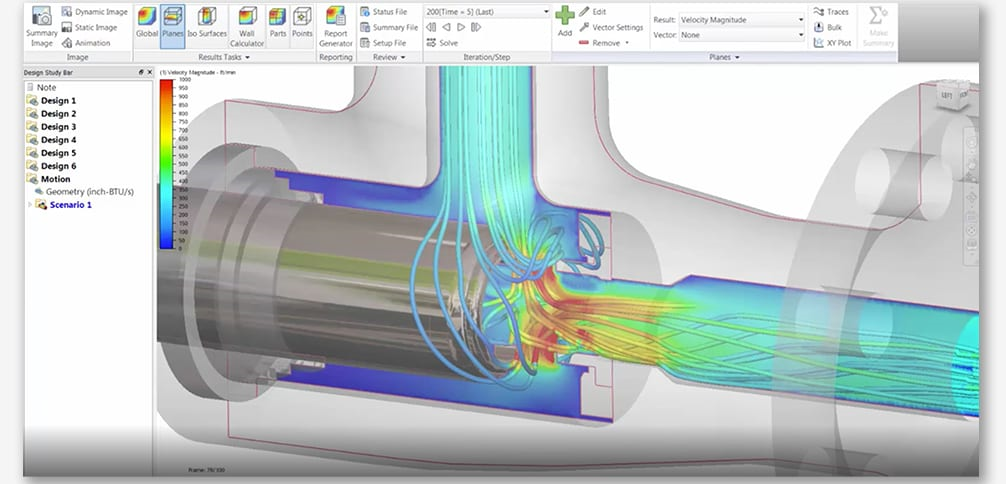 Summary Image
Dynamic Image
Static Image
Animation
Image
Global
Planes
Iso Surfaces
Wall Calculator
Parts
Points
Results Tasks
Report Generator
Reporting
Status File
Summary File
Setup File
Review
200[Time = 5] (Last)
Solve
Iteration/Step
Add
Edit
Vector Settings
Remove
Result:
Velocity Magnitude
Vector:
None
Planes
Traces
Bulk
XY Plot
Make Summary
Design Study Bar
Note
Design 1
Design 2
Design 3
Design 4
Design 5
Design 6
Motion
Geometry (inch-BTU/s)
Scenario 1
(1) Velocity Magnitude - ft/min
1000
950
900
850
800
750
700
650
600
550
500
450
400
350
300
250
200
150
100
50
0
LEFT